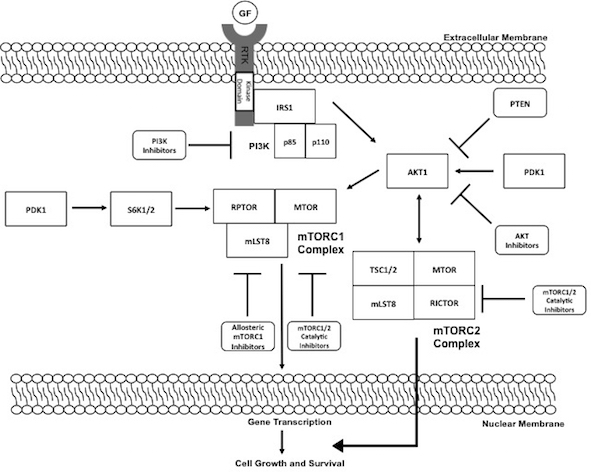 GF
Extracellular Membrane
RTK
Kinase
Domain
IRS1
PTEN
PI3K
Inhibitors
PI3K
p85
p110
AKT1
PDK1
PDK1
S6K1/2
RPTOR
MTOR
mLST8
mTORC1
Complex
AKT
Inhibitors
TSC1/2
MTOR
mLST8
RICTOR
mTORC1/2
Catalytic
Inhibitors
mTORC2
Complex
Allosteric
mTORC1
Inhibitors
mTORC1/2
Catalytic
Inhibitors
Gene Transcription
Nuclear Membrane
Cell Growth and Survival